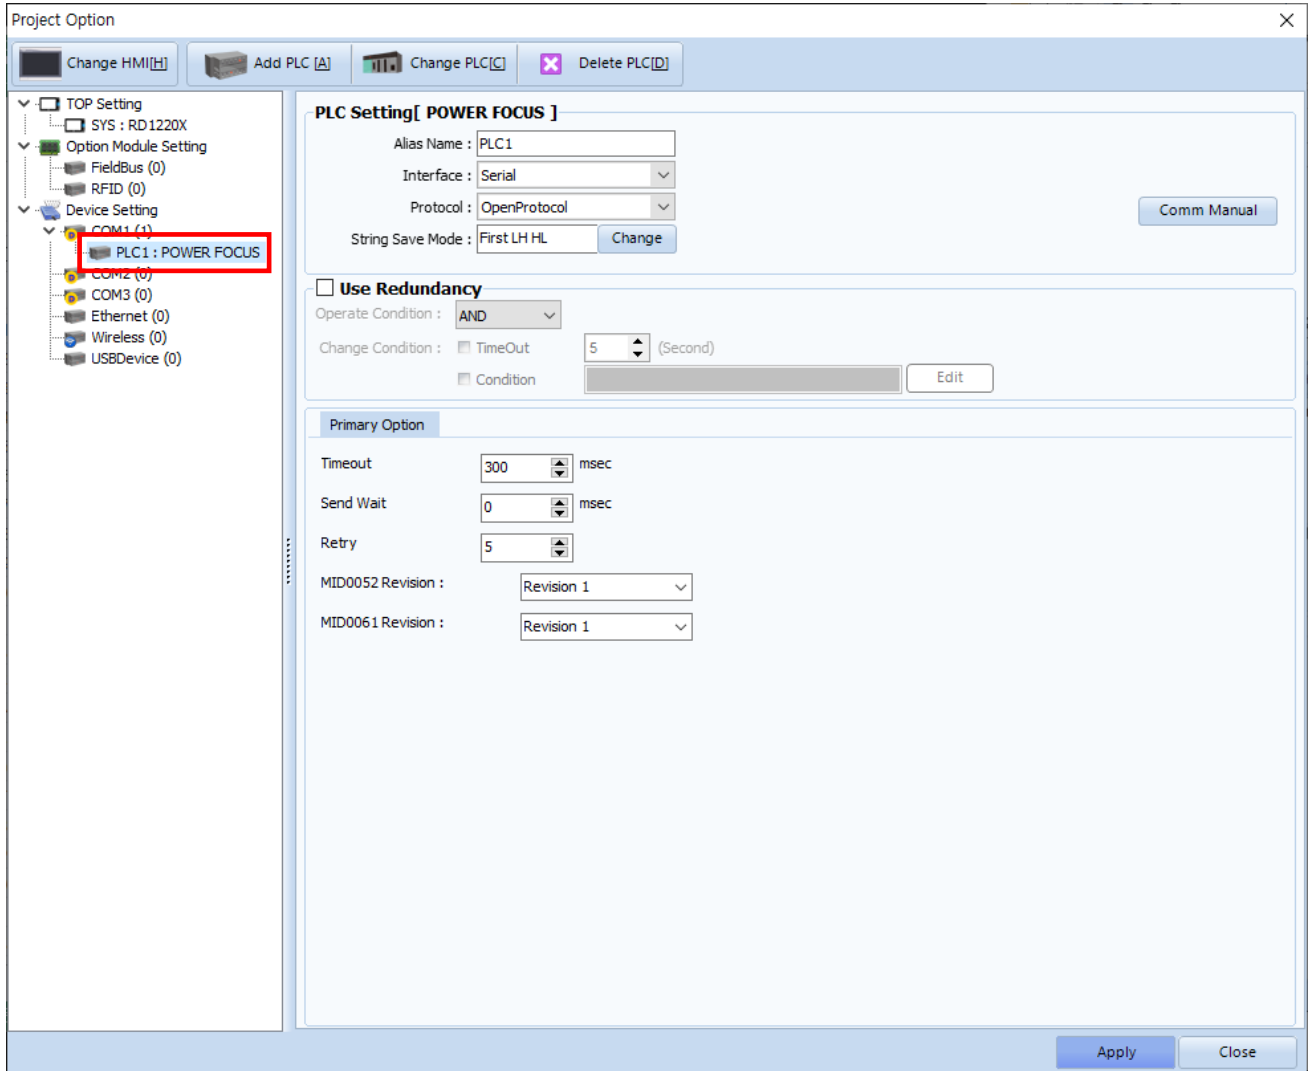 Project Option
Change HMI[H]
Add PLC [A]
Change PLC[C]
Delete PLC[D]
TOP Setting
SYS : RD1220X
Option Module Setting
FieldBus (0)
RFID (0)
Device Setting
COM1 (1)
PLC1 : POWER FOCUS
COM2 (0)
COM3 (0)
Ethernet (0)
Wireless (0)
USBDevice (0)
PLC Setting[ POWER FOCUS ]
Alias Name : PLC1
Interface : Serial
Protocol : OpenProtocol
Comm Manual
String Save Mode : First LH HL Change
Use Redundancy
Operate Condition : AND
Change Condition : TimeOut 5 (Second)
Condition Edit
Primary Option
Timeout 300 msec
Send Wait 0 msec
Retry 5
MID0052 Revision : Revision 1
MID0061 Revision : Revision 1
Apply Close